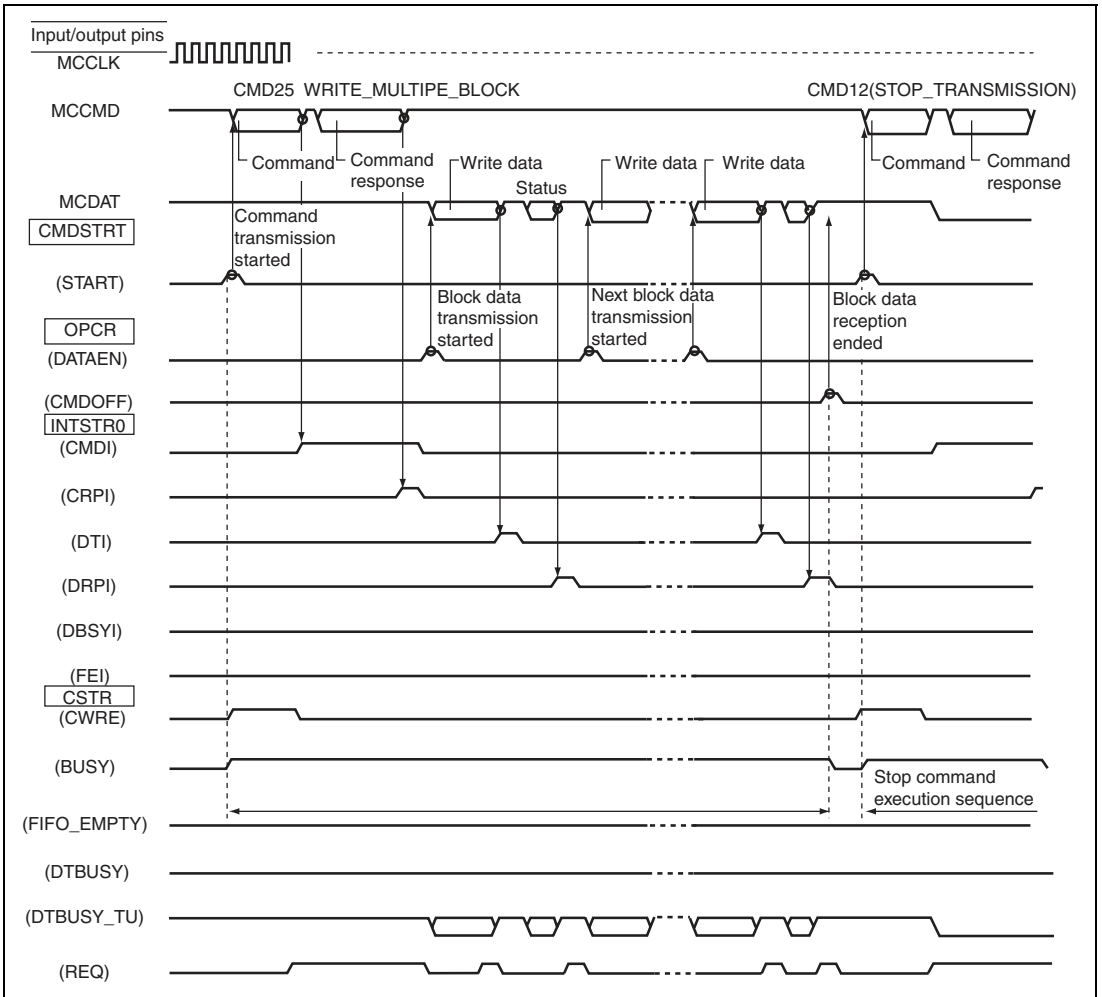 Input/output pins
MCCLK
CMD25 WRITE_MULTIPE_BLOCK
CMD12(STOP_TRANSMISSION)
MCCMD
Command
Command
response
Write data
Write data
Write data
Command
Command
response
Status
MCDAT
CMDSTRT
Command
transmission
started
(START)
Block data
transmission
started
Next block data
transmission
started
Block data
reception
ended
OPCR
(DATAEN)
(CMDOFF)
INTSTR0
(CMDI)
(CRPI)
(DTI)
(DRPI)
(DBSYI)
(FEI)
CSTR
(CWRE)
(BUSY)
Stop command
execution sequence
(FIFO_EMPTY)
(DTBUSY)
(DTBUSY_TU)
(REQ)